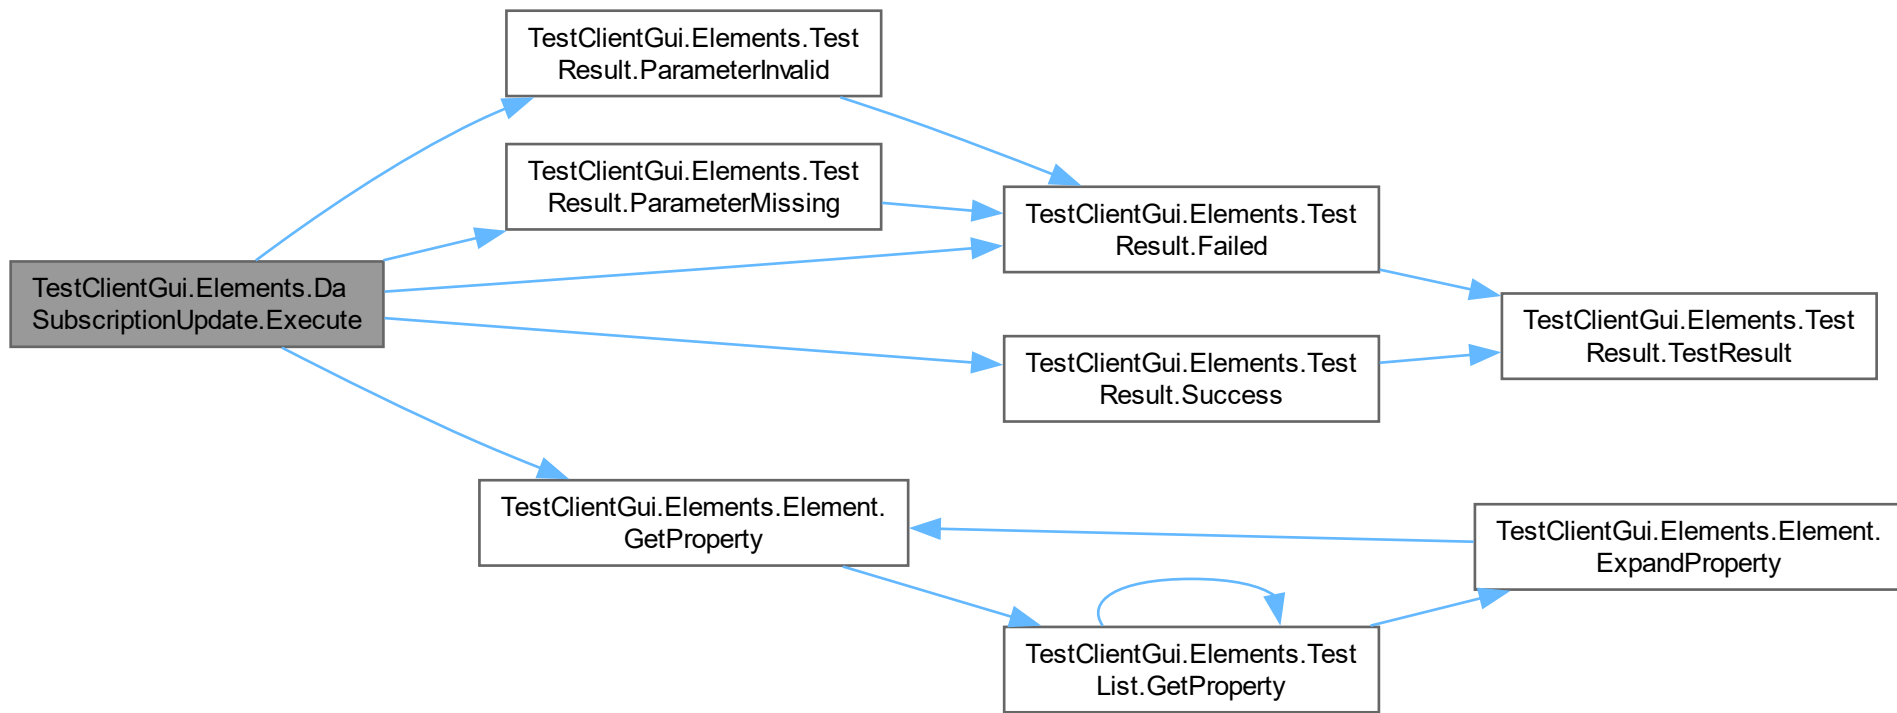 TestClientGui.Elements.Test
Result.ParameterInvalid
TestClientGui.Elements.Test
Result.ParameterMissing
TestClientGui.Elements.Test
Result.Failed
TestClientGui.Elements.Da
SubscriptionUpdate.Execute
TestClientGui.Elements.Test
Result.TestResult
TestClientGui.Elements.Test
Result.Success
TestClientGui.Elements.Element.
GetProperty
TestClientGui.Elements.Element.
ExpandProperty
TestClientGui.Elements.Test
List.GetProperty